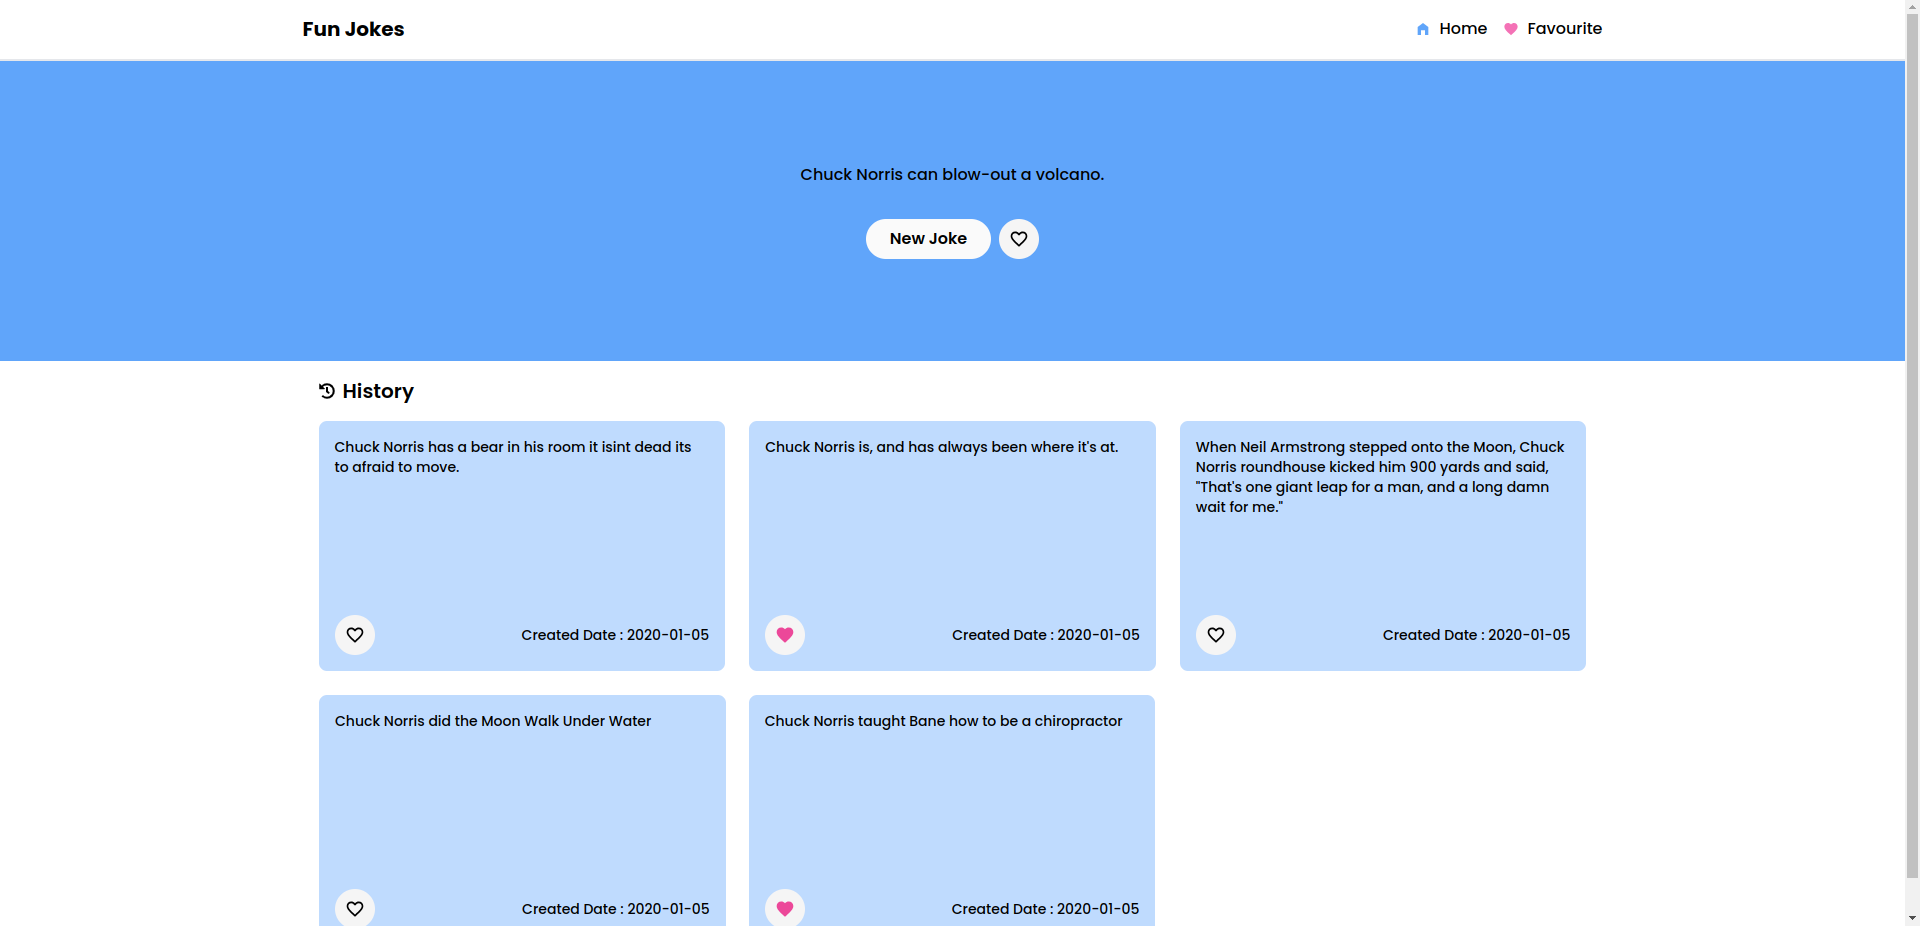 Fun Jokes
Home
Favourite
Chuck Norris can blow-out a volcano.
New Joke
History
Chuck Norris has a bear in his room it isint dead its
to afraid to move.
Created Date : 2020-01-05
Chuck Norris is, and has always been where it's at.
Created Date : 2020-01-05
When Neil Armstrong stepped onto the Moon, Chuck
Norris roundhouse kicked him 900 yards and said,
"That's one giant leap for a man, and a long damn
wait for me."
Created Date : 2020-01-05
Chuck Norris did the Moon Walk Under Water
Created Date : 2020-01-05
Chuck Norris taught Bane how to be a chiropractor
Created Date : 2020-01-05